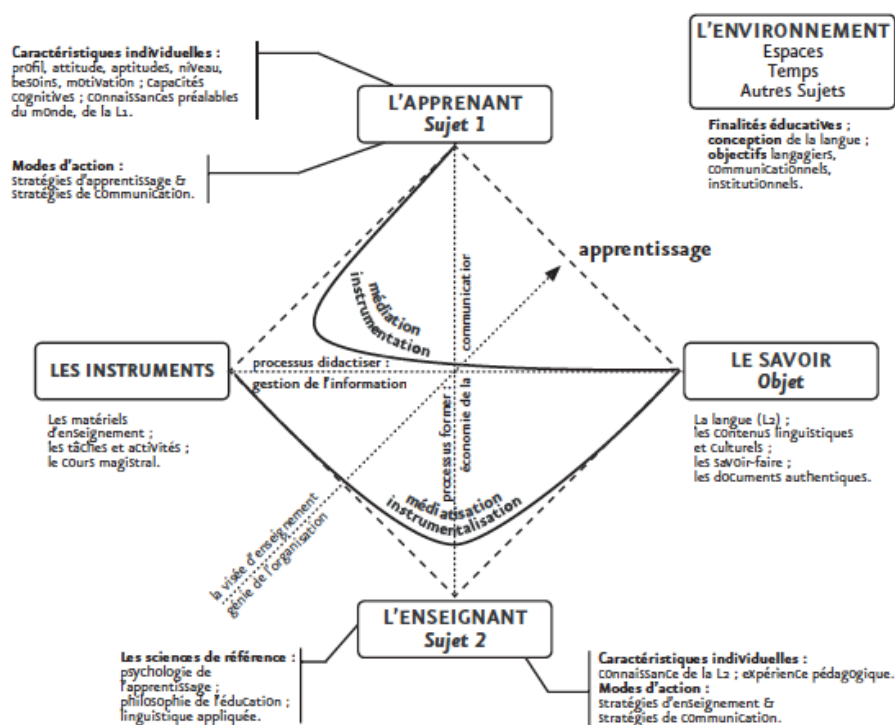 Caractéristiques individuelles :
profil, attitude, aptitudes, niveau,
besoins, motivation ; capacités
cognitives ; connaissances préalables
du monde, de la L1.
L'APPRENANT
Sujet 1
L'ENVIRONNEMENT
Espaces
Temps
Autres Sujets
Finalités éducatives ;
conception de la langue ;
objectifs langagiers,
communicationnels,
institutionnels.
Modes d'action :
stratégies d'apprentissage &
stratégies de communication.
apprentissage
médiation
instrumentation
communication
LES INSTRUMENTS
processus didactiser :
gestion de l'information
LE SAVOIR
Objet
Les matériels
d'enseignement ;
les tâches et activités ;
le cours magistral.
processus former :
économie de la
La langue (L2) ;
les contenus linguistiques
et culturels ;
les savoir-faire ;
les documents authentiques.
médiatisation
instrumentalisation
la visée d'enseignement
génie de l'organisation
L'ENSEIGNANT
Sujet 2
Les sciences de référence :
psychologie de
l'apprentissage ;
philosophie de l'éducation ;
linguistique appliquée.
Caractéristiques individuelles :
connaissance de la L2 ; expérience pédagogique.
Modes d'action :
stratégies d'enseignement &
stratégies de communication.